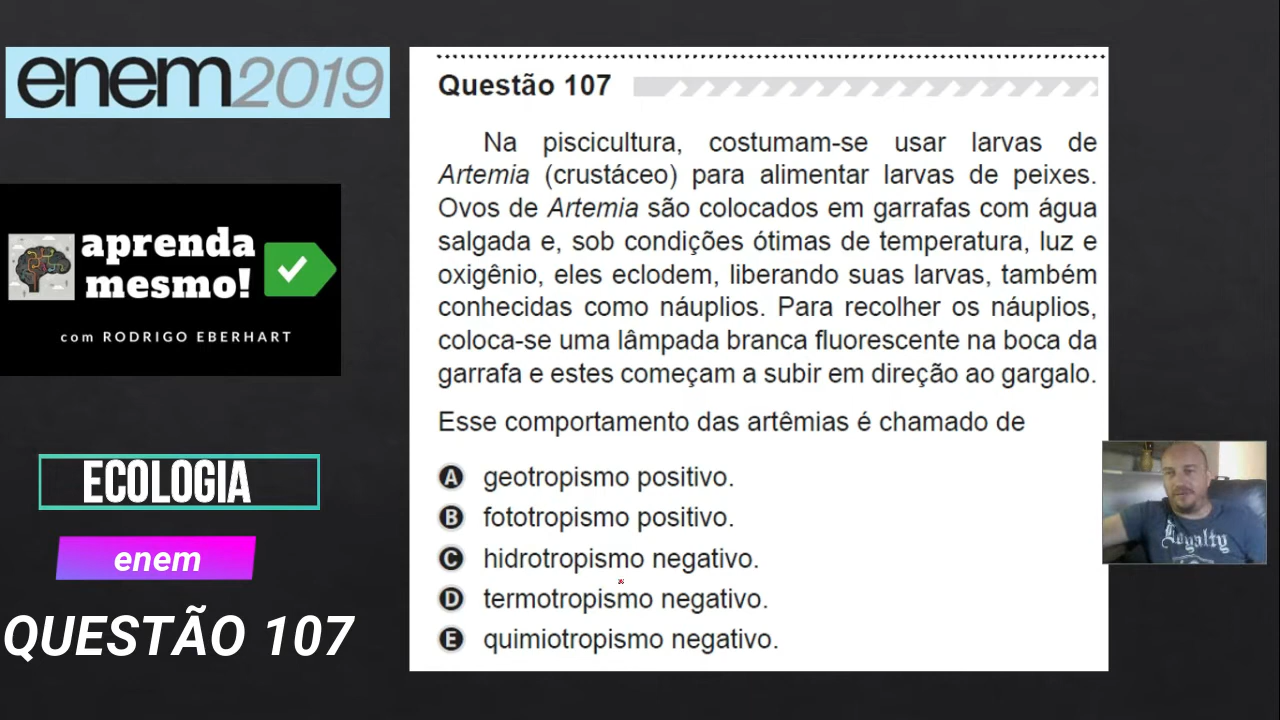 enem2019
aprenda
mesmo!
com RODRIGO EBERHART
ECOLOGIA
enem
QUESTÃO 107
Questão 107
Na piscicultura, costumam-se usar larvas de
Artemia (crustáceo) para alimentar larvas de peixes.
Ovos de Artemia são colocados em garrafas com água
salgada e, sob condições ótimas de temperatura, luz e
oxigênio, eles eclodem, liberando suas larvas, também
conhecidas como náuplios. Para recolher os náuplios,
coloca-se uma lâmpada branca fluorescente na boca da
garrafa e estes começam a subir em direção ao gargalo.
Esse comportamento das artêmias é chamado de
A geotropismo positivo.
B fototropismo positivo.
C hidrotropismo negativo.
D termotropismo negativo.
E quimiotropismo negativo.
Loyalty